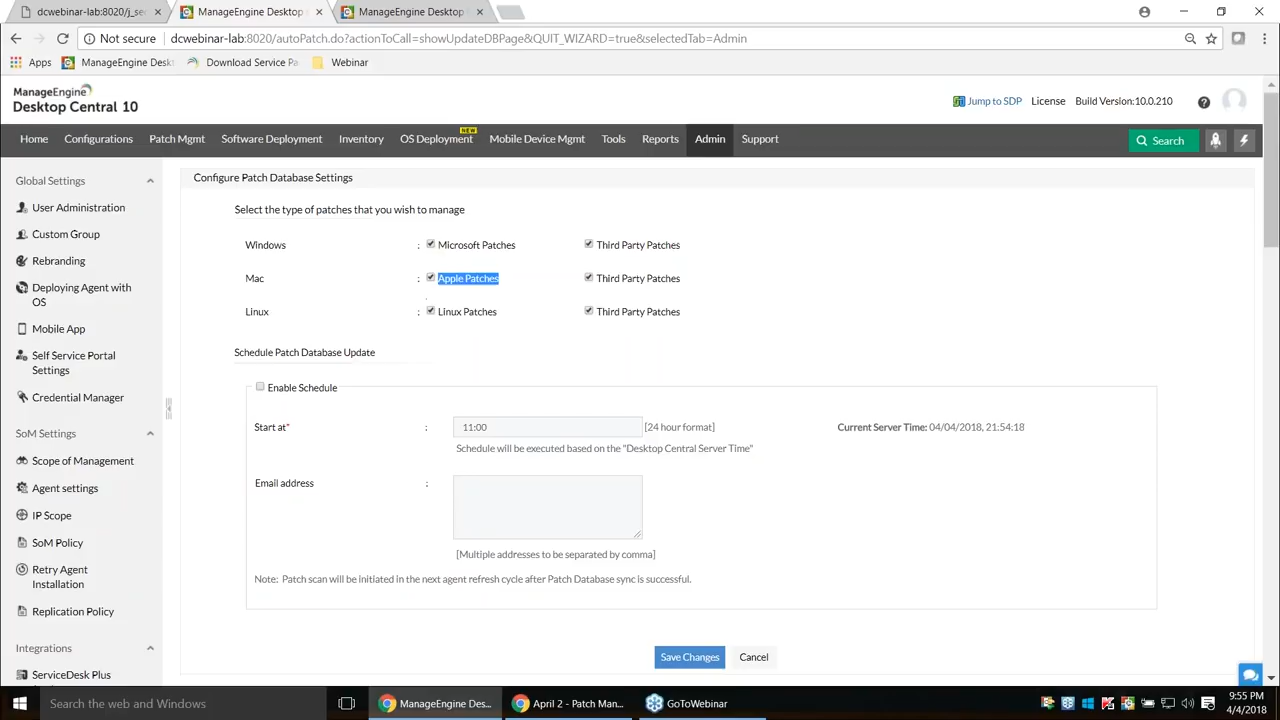 dcwebinar-lab:8020/j_sec
ManageEngine Desktop
ManageEngine Desktop
Not secure
dcwebinar-lab:8020/autoPatch.do?actionToCall=showUpdateDBPage&QUIT_WIZARD=true&selectedTab=Admin
Apps
ManageEngine Desk
Download Service Pa
Webinar
ManageEngine
Desktop Central 10
Jump to SDP
License
Build Version:10.0.210
Home
Configurations
Patch Mgmt
Software Deployment
Inventory
OS Deployment
NEW
Mobile Device Mgmt
Tools
Reports
Admin
Support
Search
Global Settings
User Administration
Custom Group
Rebranding
Deploying Agent with
OS
Mobile App
Self Service Portal
Settings
Credential Manager
SoM Settings
Scope of Management
Agent settings
IP Scope
SoM Policy
Retry Agent
Installation
Replication Policy
Integrations
ServiceDesk Plus
Configure Patch Database Settings
Select the type of patches that you wish to manage
Windows : Microsoft Patches Third Party Patches
Mac : Apple Patches Third Party Patches
Linux : Linux Patches Third Party Patches
Schedule Patch Database Update
Enable Schedule
Start at* : 11:00 [24 hour format] Current Server Time: 04/04/2018, 21:54:18
Schedule will be executed based on the "Desktop Central Server Time"
Email address :
[Multiple addresses to be separated by comma]
Note: Patch scan will be initiated in the next agent refresh cycle after Patch Database sync is successful.
Save Changes
Cancel
Search the web and Windows
ManageEngine Des...
April 2 - Patch Man...
GoToWebinar
9:55 PM
4/4/2018